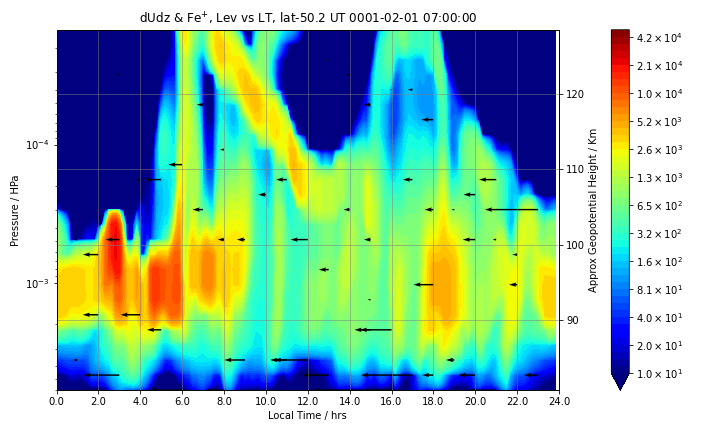 dUdz & Fe⁺, Lev vs LT, lat-50.2 UT 0001-02-01 07:00:00
Pressure / HPa
10⁻⁴
10⁻³
0.0 2.0 4.0 6.0 8.0 10.0 12.0 14.0 16.0 18.0 20.0 22.0 24.0
Local Time / hrs
120
110
100
90
Approx Geopotential Height / Km
4.2 × 10⁴
2.1 × 10⁴
1.0 × 10⁴
5.2 × 10³
2.6 × 10³
1.3 × 10³
6.5 × 10²
3.2 × 10²
1.6 × 10²
8.1 × 10¹
4.0 × 10¹
2.0 × 10¹
1.0 × 10¹